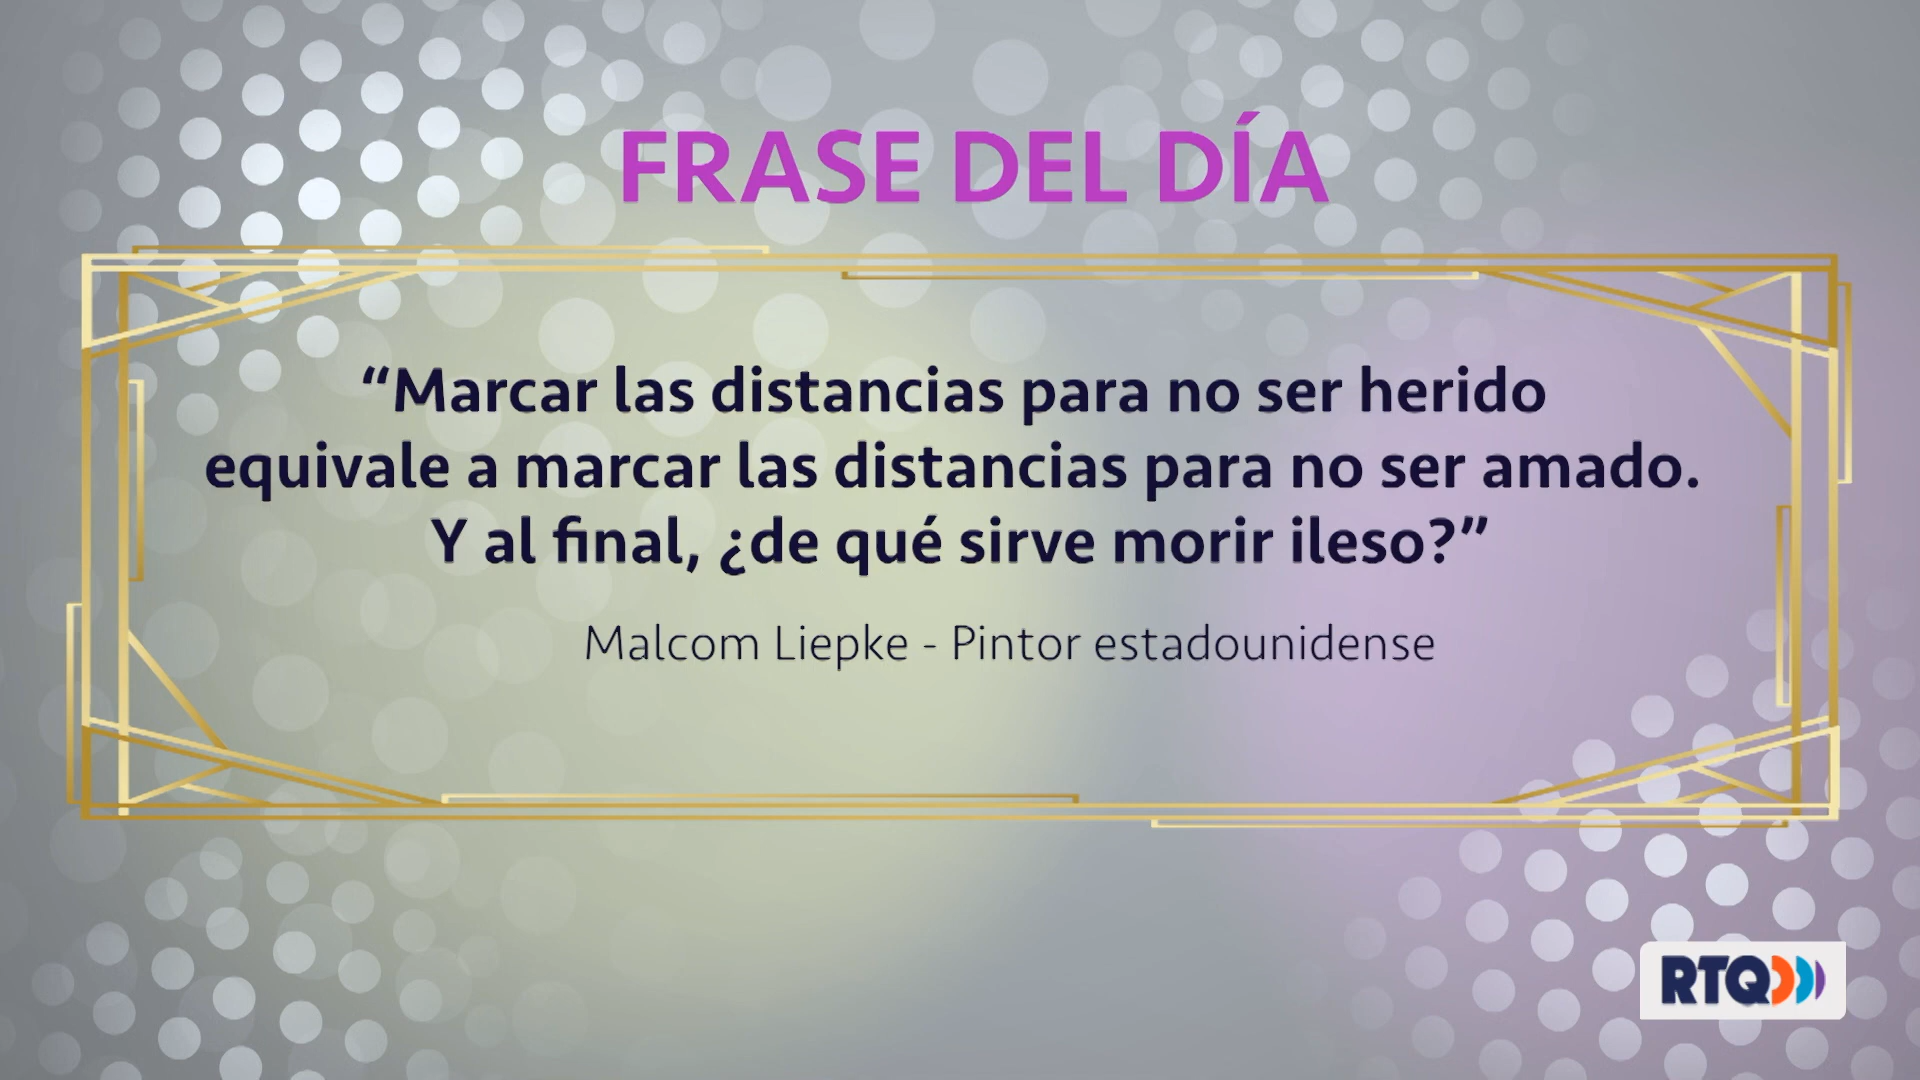 FRASE DEL DÍA
“Marcar las distancias para no ser herido
equivale a marcar las distancias para no ser amado.
Y al final, ¿de qué sirve morir ileso?”
Malcom Liepke - Pintor estadounidense
RTQ